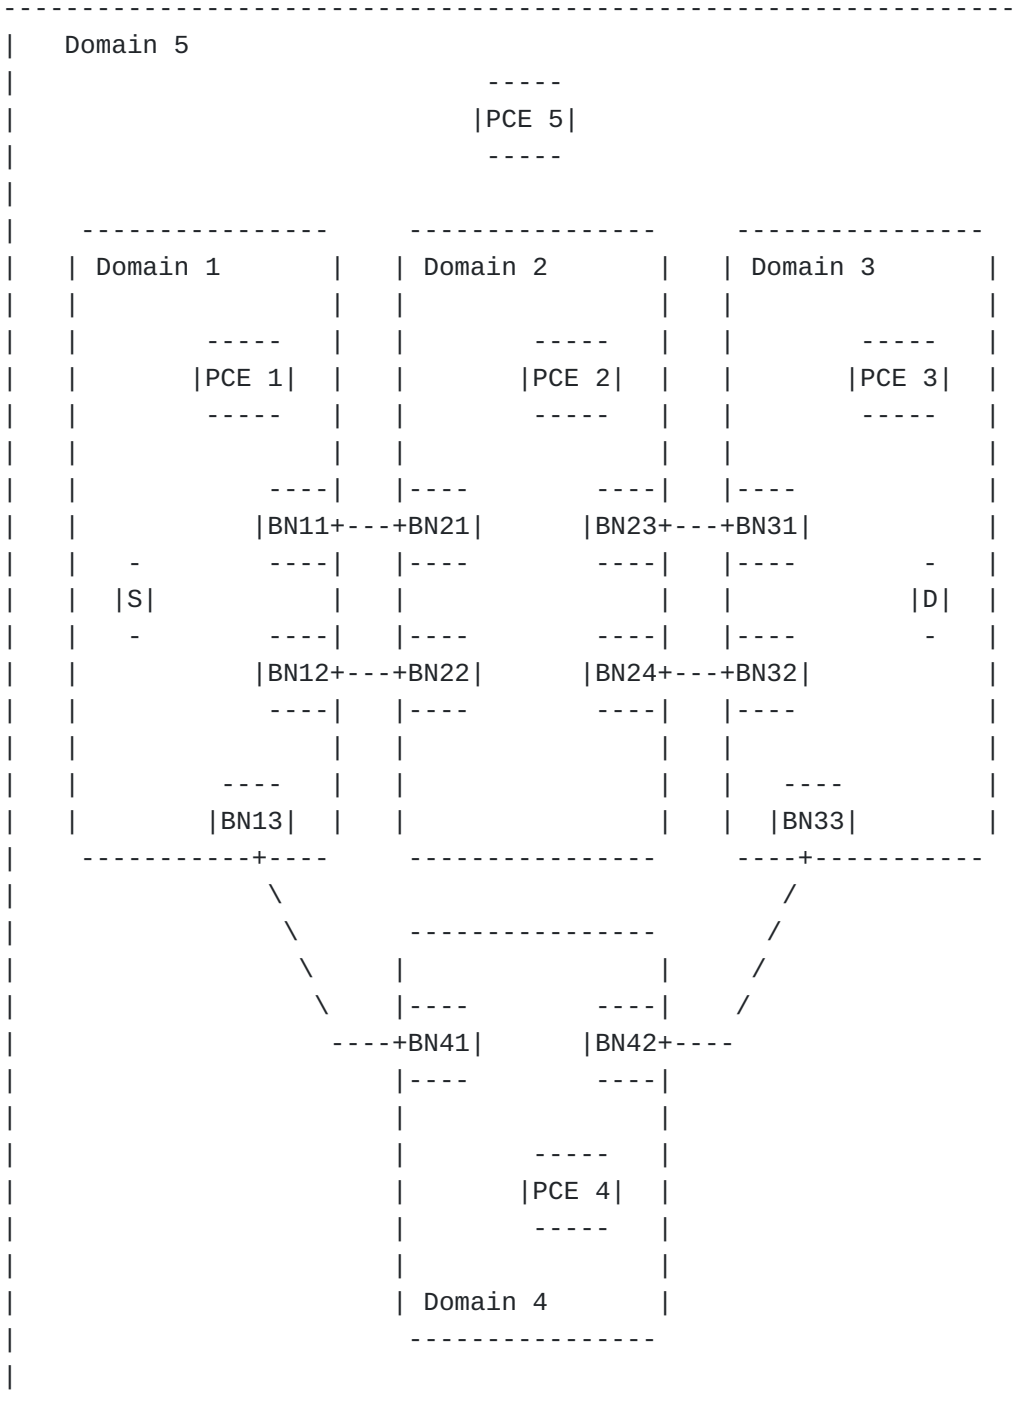 Domain 5
PCE 5
Domain 1 Domain 2 Domain 3
PCE 1 PCE 2 PCE 3
BN11 BN21 BN23 BN31
S D
BN12 BN22 BN24 BN32
BN13 BN33
BN41 BN42
PCE 4
Domain 4